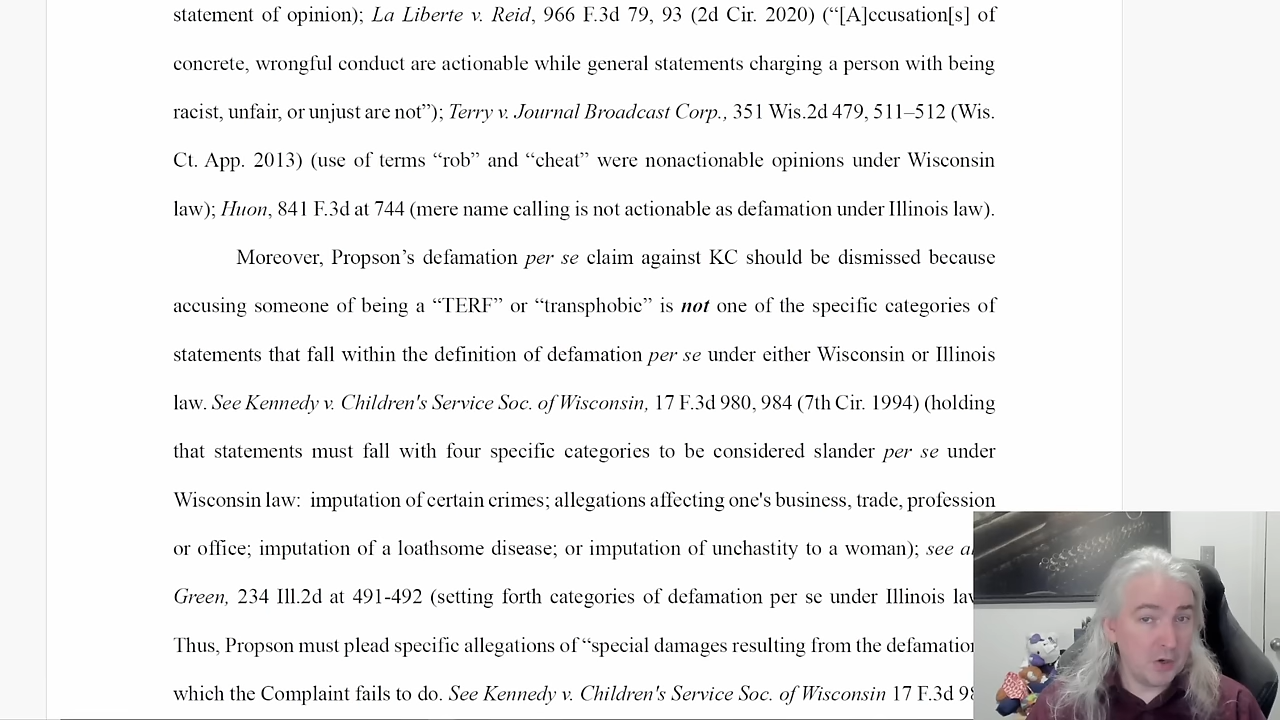 statement of opinion); La Liberte v. Reid, 966 F.3d 79, 93 (2d Cir. 2020) (“[A]ccusation[s] of
concrete, wrongful conduct are actionable while general statements charging a person with being
racist, unfair, or unjust are not”); Terry v. Journal Broadcast Corp., 351 Wis.2d 479, 511–512 (Wis.
Ct. App. 2013) (use of terms “rob” and “cheat” were nonactionable opinions under Wisconsin
law); Huon, 841 F.3d at 744 (mere name calling is not actionable as defamation under Illinois law).
Moreover, Propson’s defamation per se claim against KC should be dismissed because
accusing someone of being a “TERF” or “transphobic” is not one of the specific categories of
statements that fall within the definition of defamation per se under either Wisconsin or Illinois
law. See Kennedy v. Children's Service Soc. of Wisconsin, 17 F.3d 980, 984 (7th Cir. 1994) (holding
that statements must fall with four specific categories to be considered slander per se under
Wisconsin law: imputation of certain crimes; allegations affecting one's business, trade, profession
or office; imputation of a loathsome disease; or imputation of unchastity to a woman); see
Green, 234 Ill.2d at 491-492 (setting forth categories of defamation per se under Illinois
Thus, Propson must plead specific allegations of “special damages resulting from the defamation
which the Complaint fails to do. See Kennedy v. Children's Service Soc. of Wisconsin 17 F.3d